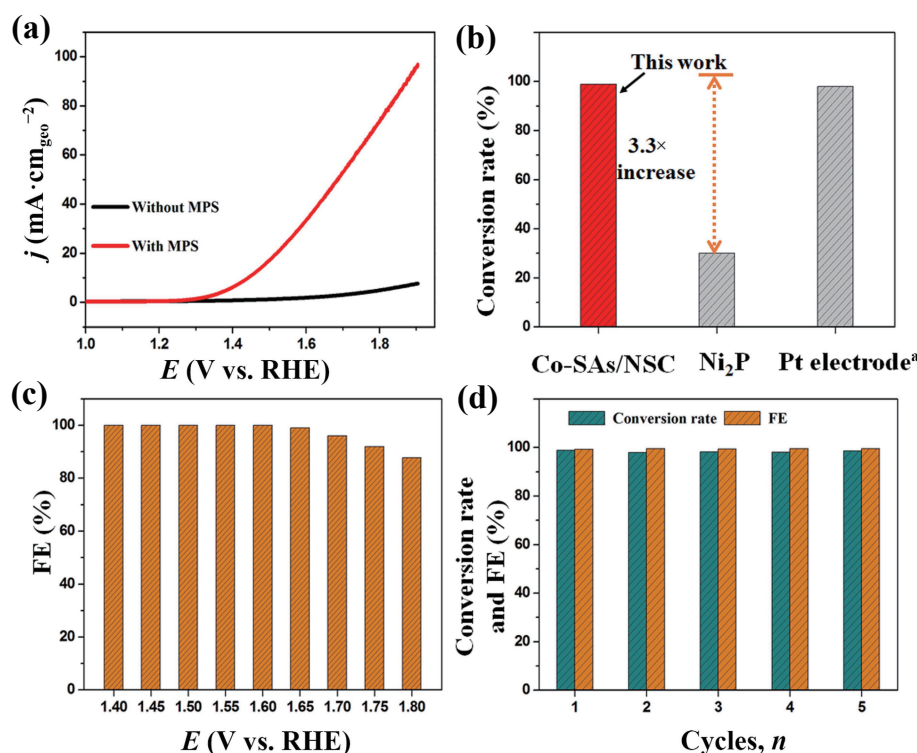 (a)
100
80
60
40
20
0
j (mA·cm_geo⁻²)
Without MPS
With MPS
1.0 1.2 1.4 1.6 1.8
E (V vs. RHE)
(b)
100
80
60
40
20
0
Conversion rate (%)
This work
3.3×
increase
Co-SAs/NSC Ni₂P Pt electrodeᵃ
(c)
100
80
60
40
20
0
FE (%)
1.40 1.45 1.50 1.55 1.60 1.65 1.70 1.75 1.80
E (V vs. RHE)
(d)
100
80
60
40
20
0
Conversion rate
and FE (%)
Conversion rate FE
1 2 3 4 5
Cycles, n